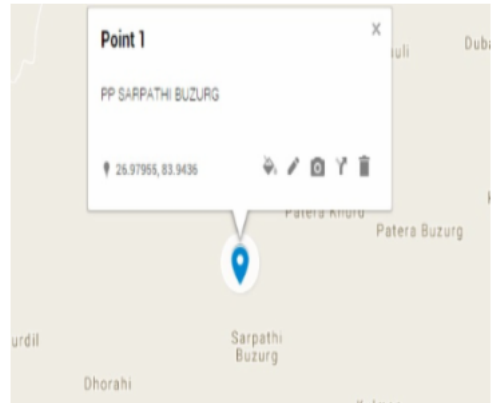 Point 1
×
uli
Duba
PP SARPATHI BUZURG
26.97955, 83.9436
Patera Khurd
Patera Buzurg
urdil
Sarpathi
Buzurg
Dhorahi